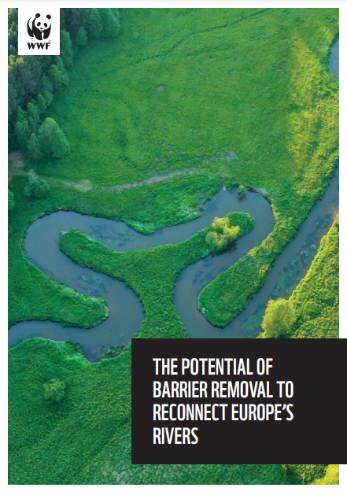 WWF
THE POTENTIAL OF
BARRIER REMOVAL TO
RECONNECT EUROPE'S
RIVERS